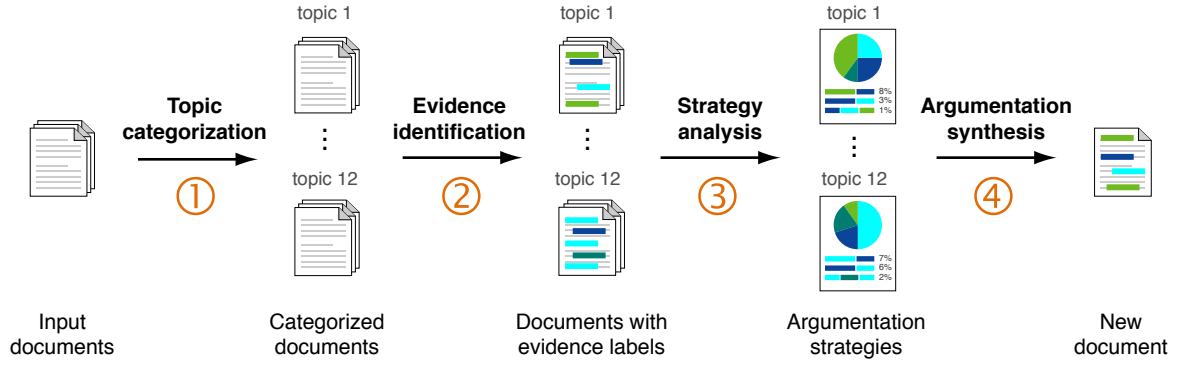 topic 1
topic 1
topic 1
Topic
categorization
Evidence
identification
Strategy
analysis
Argumentation
synthesis
8%
3%
1%
①
②
③
④
topic 12
topic 12
topic 12
7%
6%
2%
Input
documents
Categorized
documents
Documents with
evidence labels
Argumentation
strategies
New
document